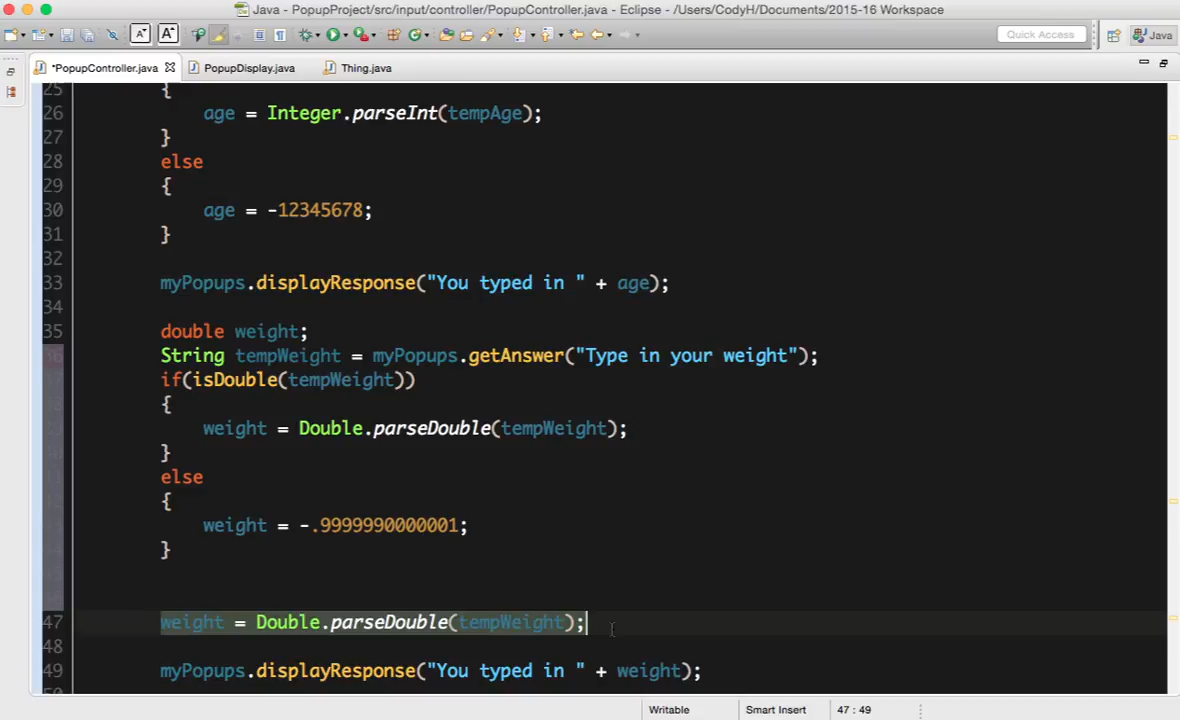 Java - PopupProject/src/input/controller/PopupController.java - Eclipse - /Users/CodyH/Documents/2015-16 Workspace
Quick Access
Java
*PopupController.java
PopupDisplay.java
Thing.java
25 {
26 age = Integer.parseInt(tempAge);
27 }
28 else
29 {
30 age = -12345678;
31 }
32
33 myPopups.displayResponse("You typed in " + age);
34
35 double weight;
String tempWeight = myPopups.getAnswer("Type in your weight");
if(isDouble(tempWeight))
{
weight = Double.parseDouble(tempWeight);
}
else
{
weight = -.9999990000001;
}
47 weight = Double.parseDouble(tempWeight);
48
49 myPopups.displayResponse("You typed in " + weight);
50
Writable
Smart Insert
47 : 49